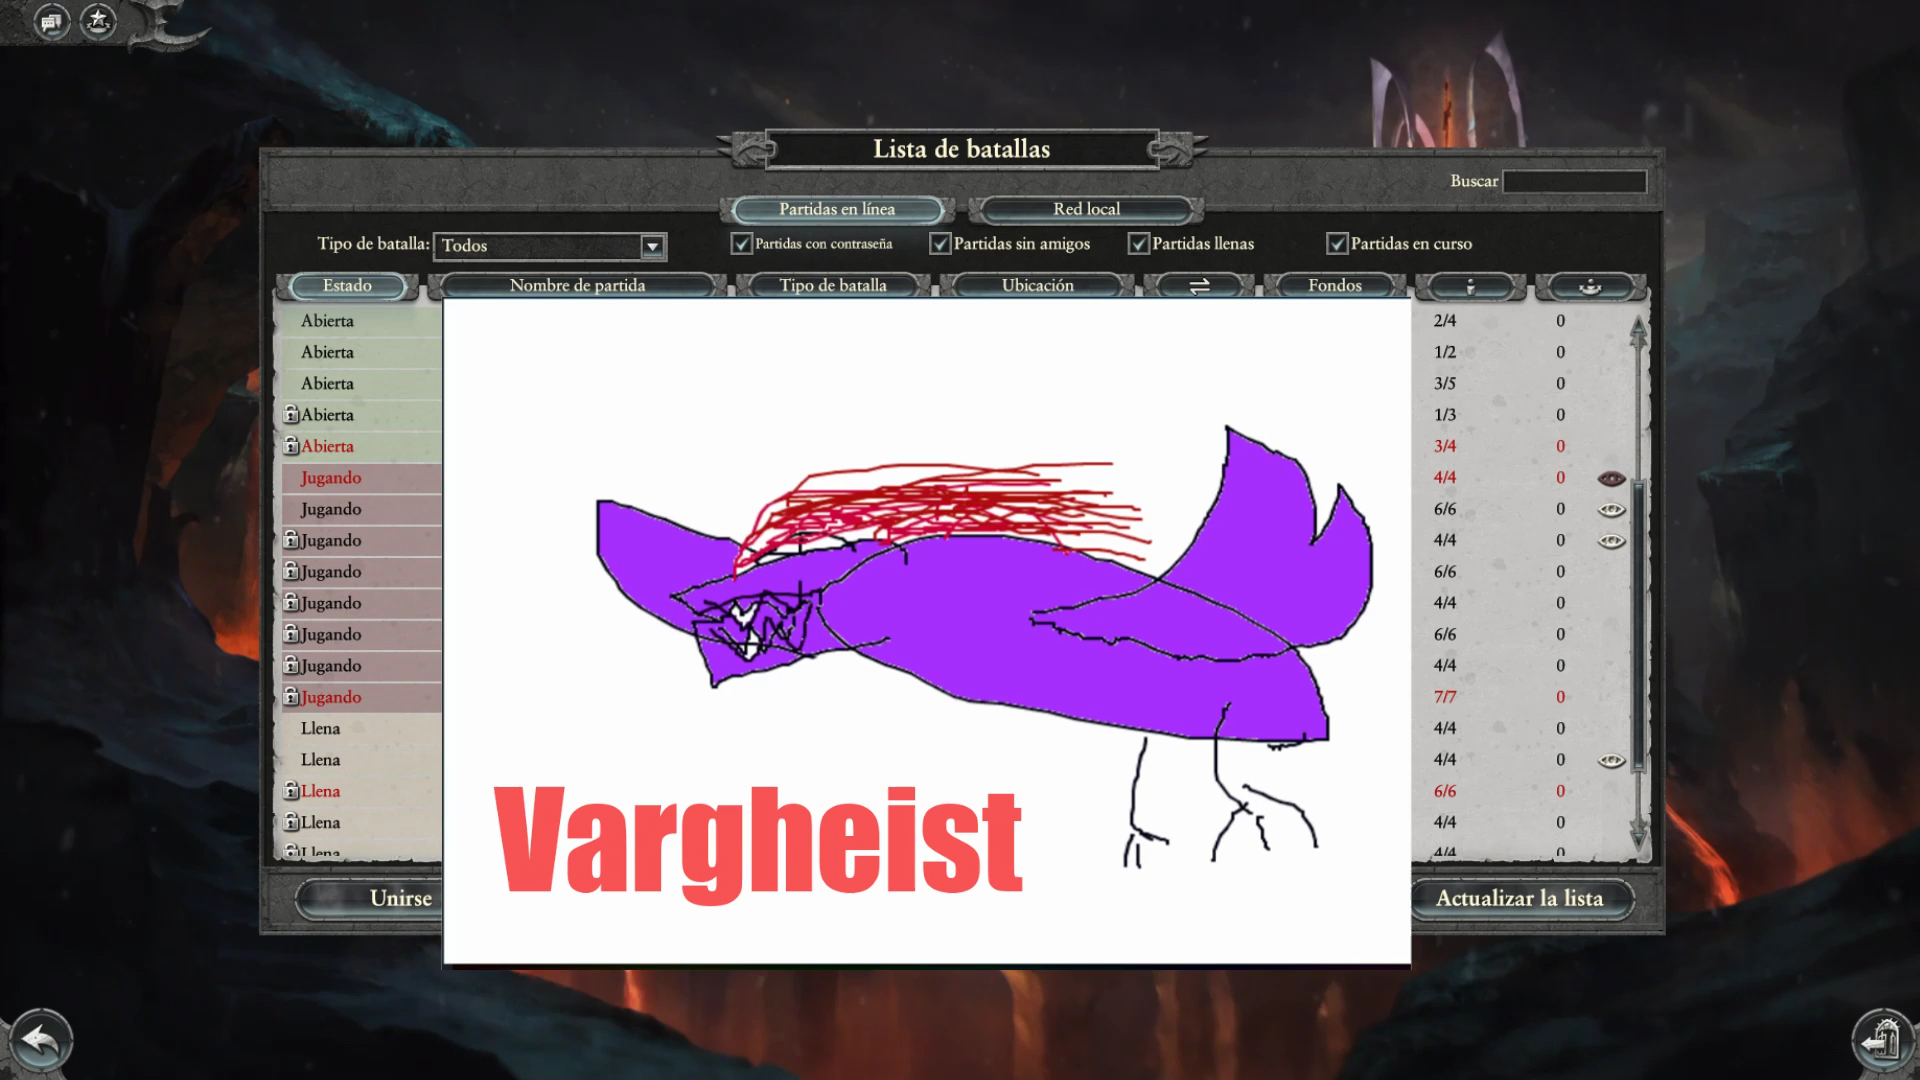 Lista de batallas
Buscar
Partidas en línea Red local
Tipo de batalla: Todos Partidas con contraseña Partidas sin amigos Partidas llenas Partidas en curso
Estado Nombre de partida Tipo de batalla Ubicación Fondos
Abierta 2/4 0
Abierta 1/2 0
Abierta 3/5 0
Abierta 1/3 0
Abierta 3/4 0
Jugando 4/4 0
Jugando 6/6 0
Jugando 4/4 0
Jugando 6/6 0
Jugando 4/4 0
Jugando 6/6 0
Jugando 4/4 0
Jugando 7/7 0
Llena 4/4 0
Llena 4/4 0
Llena 6/6 0
Llena 4/4 0
Llena 4/4 0
Vargheist
Unirse Actualizar la lista